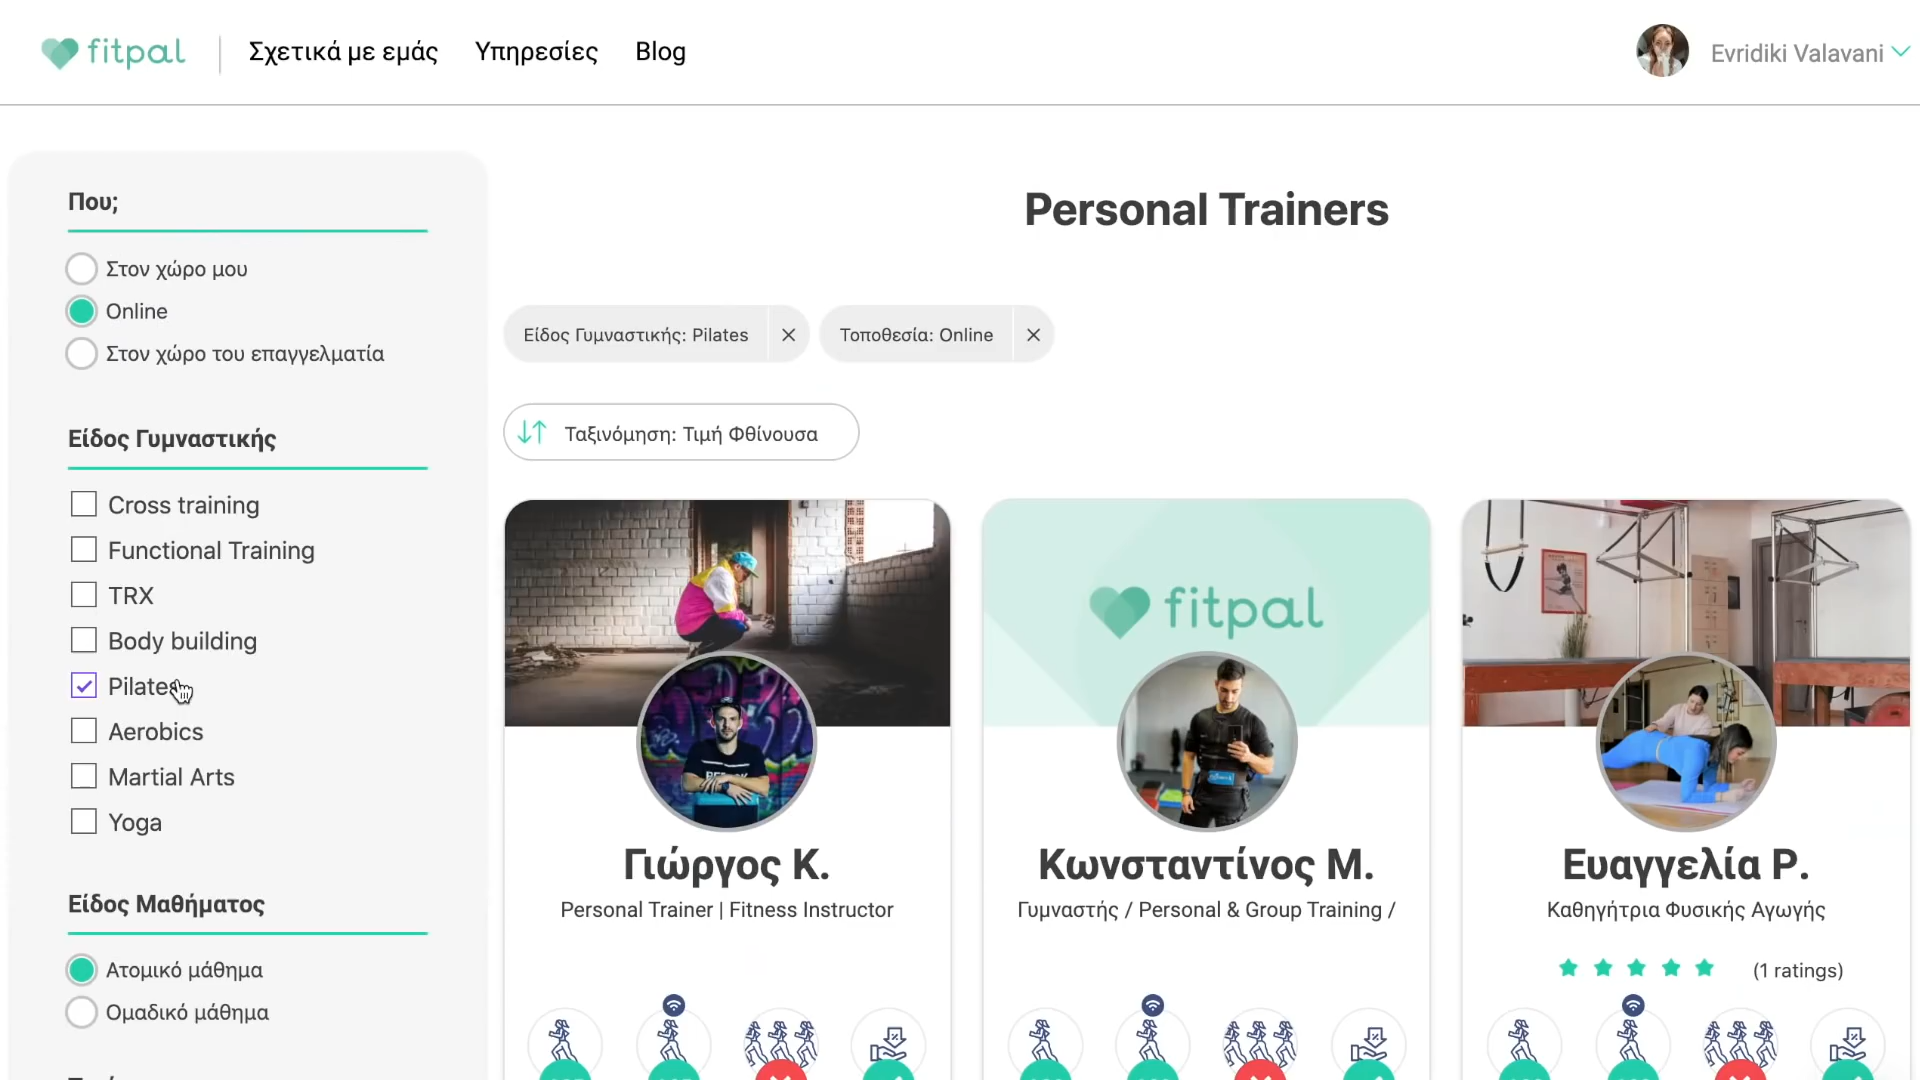 fitpal
Σχετικά με εμάς
Υπηρεσίες
Blog
Evridiki Valavani
Που;
Στον χώρο μου
Online
Στον χώρο του επαγγελματία
Είδος Γυμναστικής
Cross training
Functional Training
TRX
Body building
Pilates
Aerobics
Martial Arts
Yoga
Είδος Μαθήματος
Ατομικό μάθημα
Ομαδικό μάθημα
Personal Trainers
Είδος Γυμναστικής: Pilates
Τοποθεσία: Online
Ταξινόμηση: Τιμή Φθίνουσα
Γιώργος Κ.
Personal Trainer | Fitness Instructor
fitpal
Κωνσταντίνος Μ.
Γυμναστής / Personal & Group Training /
Ευαγγελία Ρ.
Καθηγήτρια Φυσικής Αγωγής
(1 ratings)